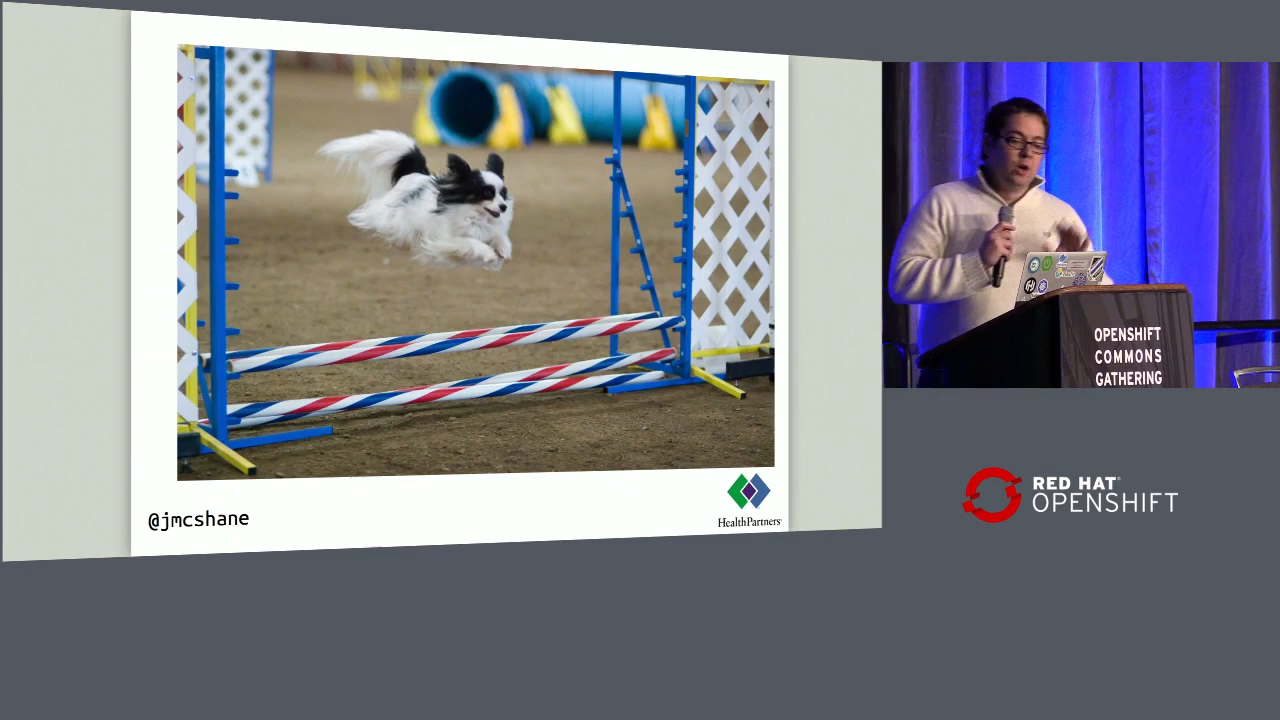 @jmcshane
HealthPartners
OPENSHIFT
COMMONS
GATHERING
RED HAT
OPENSHIFT